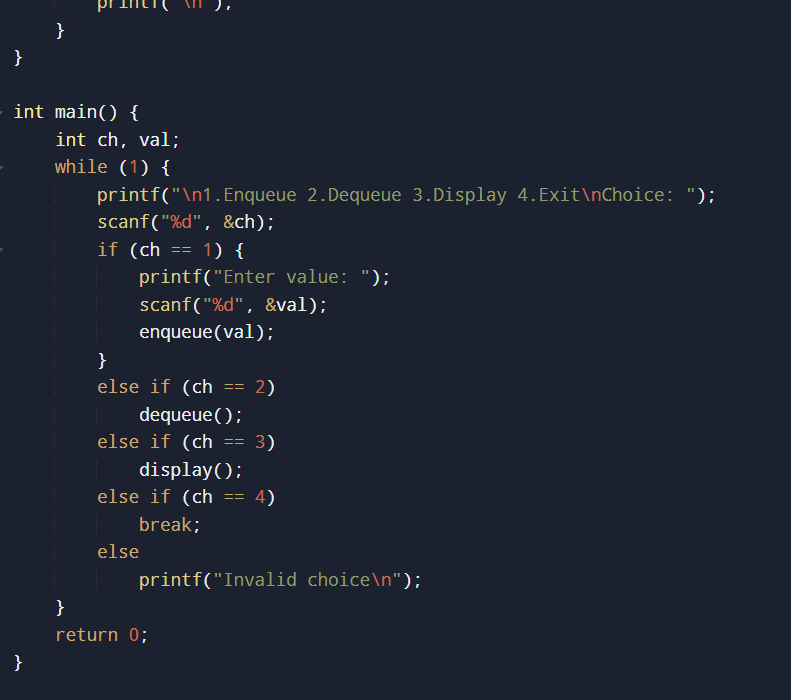 printf("\n");
    }
}

int main() {
    int ch, val;
    while (1) {
        printf("\n1.Enqueue 2.Dequeue 3.Display 4.Exit\nChoice: ");
        scanf("%d", &ch);
        if (ch == 1) {
            printf("Enter value: ");
            scanf("%d", &val);
            enqueue(val);
        }
        else if (ch == 2)
            dequeue();
        else if (ch == 3)
            display();
        else if (ch == 4)
            break;
        else
            printf("Invalid choice\n");
    }
    return 0;
}